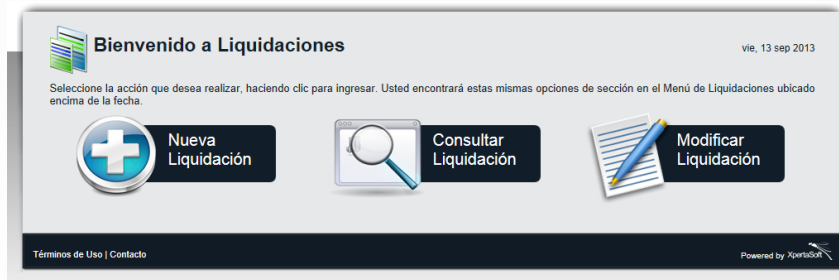 Bienvenido a Liquidaciones
vie, 13 sep 2013
Seleccione la acción que desea realizar, haciendo clic para ingresar. Usted encontrará estas mismas opciones de sección en el Menú de Liquidaciones ubicado
encima de la fecha.
Nueva
Liquidación
Consultar
Liquidación
Modificar
Liquidación
Términos de Uso | Contacto
Powered by XpertaSoft